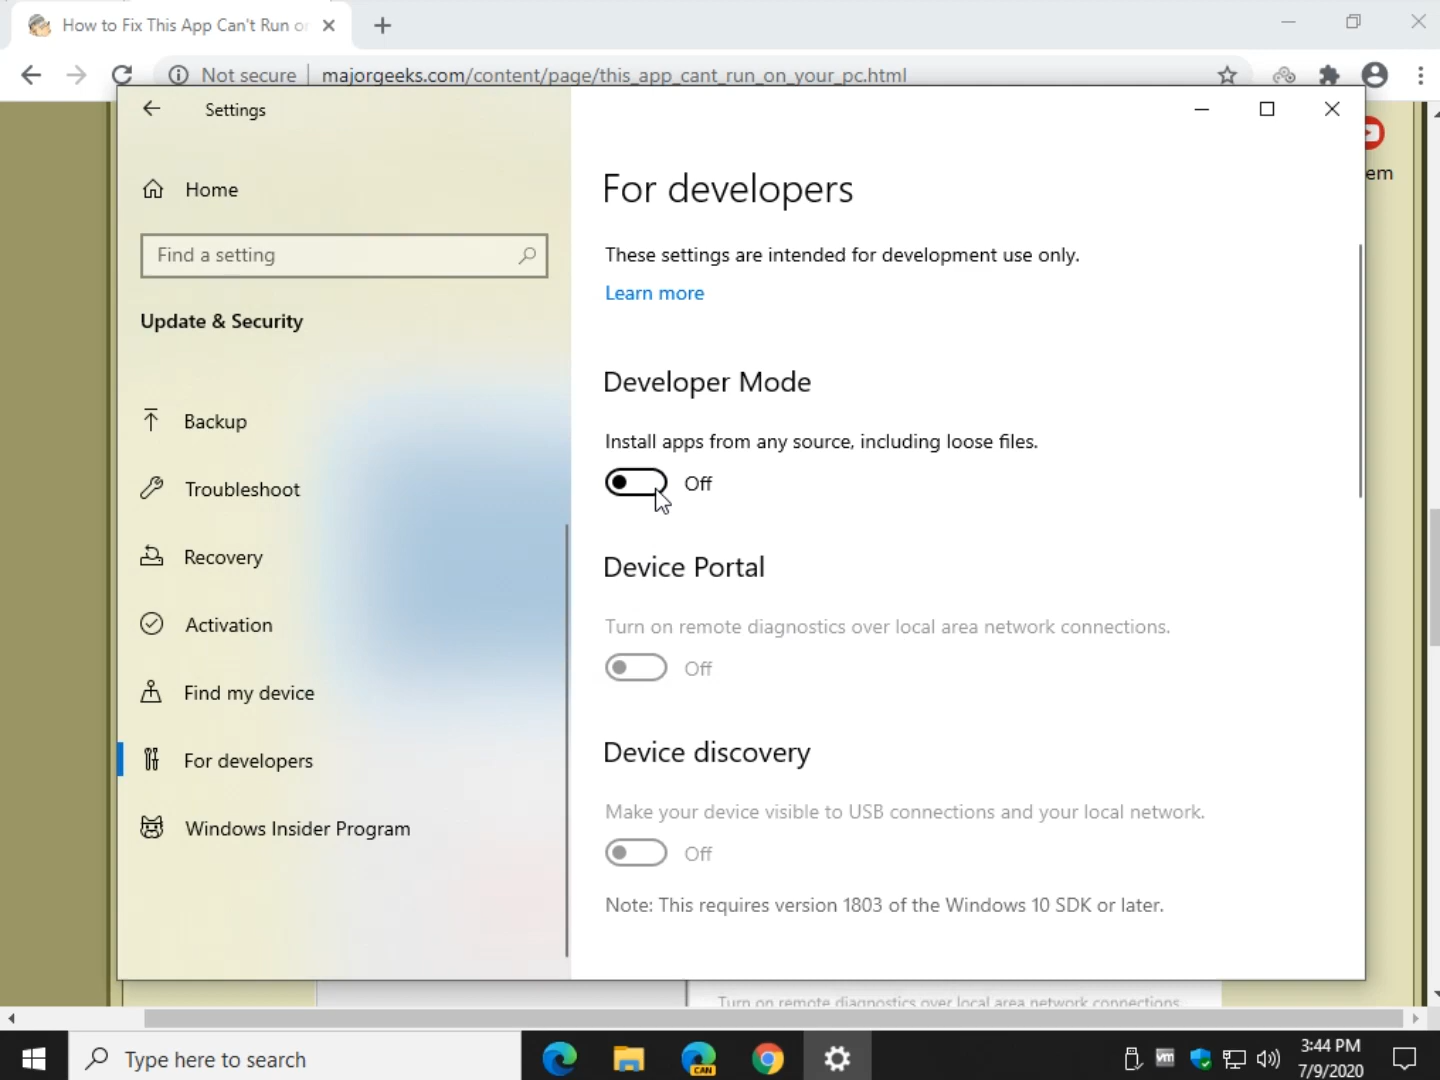 How to Fix This App Can't Run or
Not secure
majorgeeks.com/content/page/this_app_cant_run_on_your_pc.html
Settings
em
Home
Find a setting
Update & Security
Backup
Troubleshoot
Recovery
Activation
Find my device
For developers
Windows Insider Program
For developers
These settings are intended for development use only.
Learn more
Developer Mode
Install apps from any source, including loose files.
Off
Device Portal
Turn on remote diagnostics over local area network connections.
Off
Device discovery
Make your device visible to USB connections and your local network.
Off
Note: This requires version 1803 of the Windows 10 SDK or later.
Turn on remote diagnostics over local area network connections.
Type here to search
CAN
vm
3:44 PM
7/9/2020